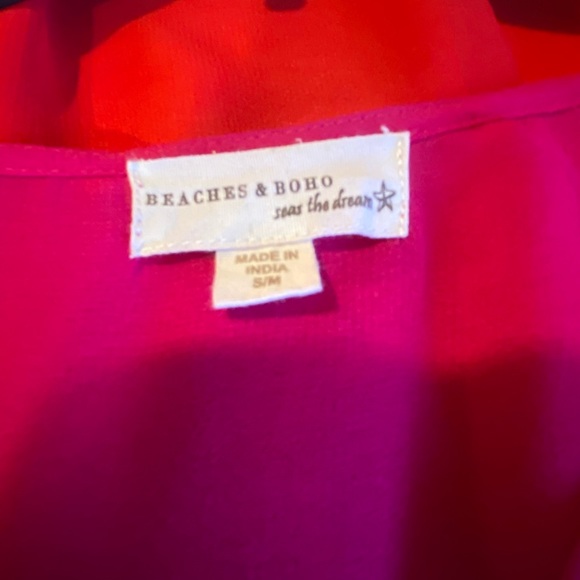 BEACHES & BOHO
seas the dream
MADE IN
INDIA
S/M